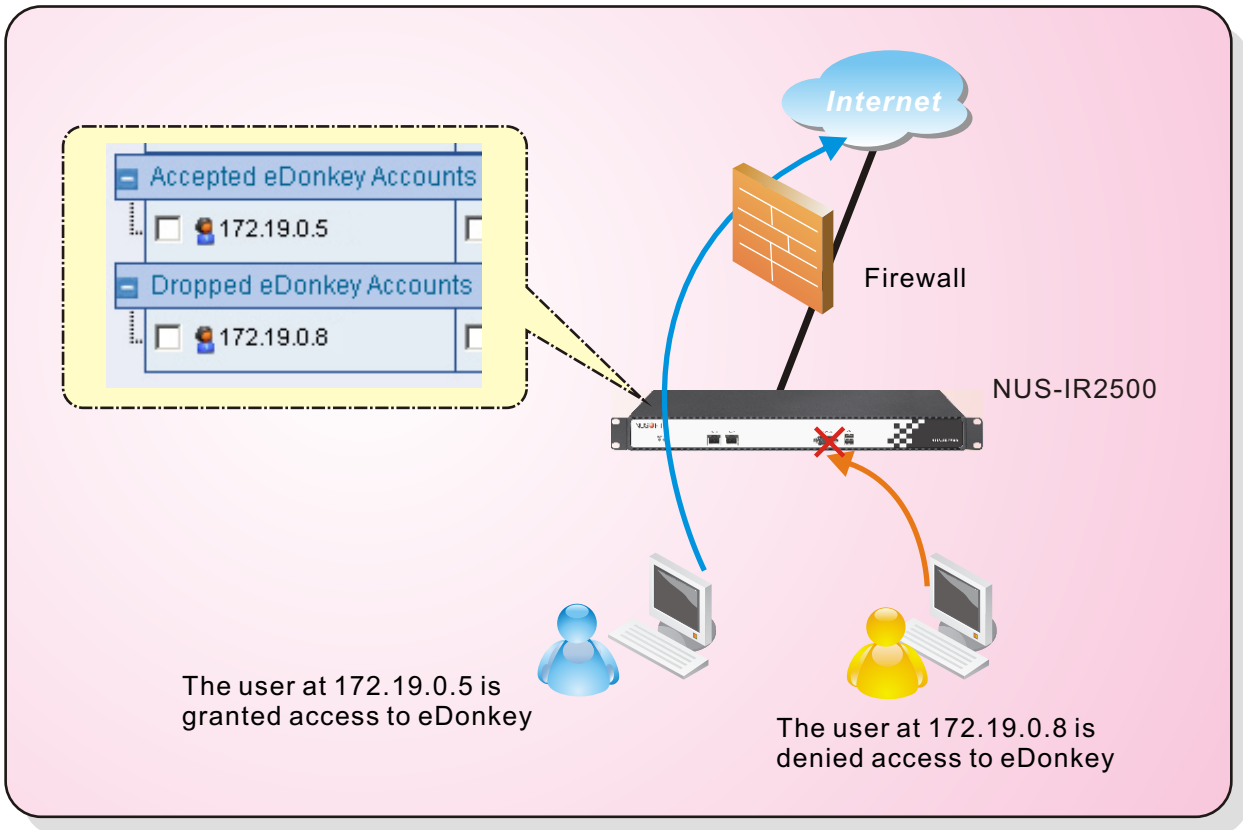 Internet
Accepted eDonkey Accounts
172.19.0.5
Dropped eDonkey Accounts
172.19.0.8
Firewall
NUS-IR2500
The user at 172.19.0.5 is
granted access to eDonkey
The user at 172.19.0.8 is
denied access to eDonkey